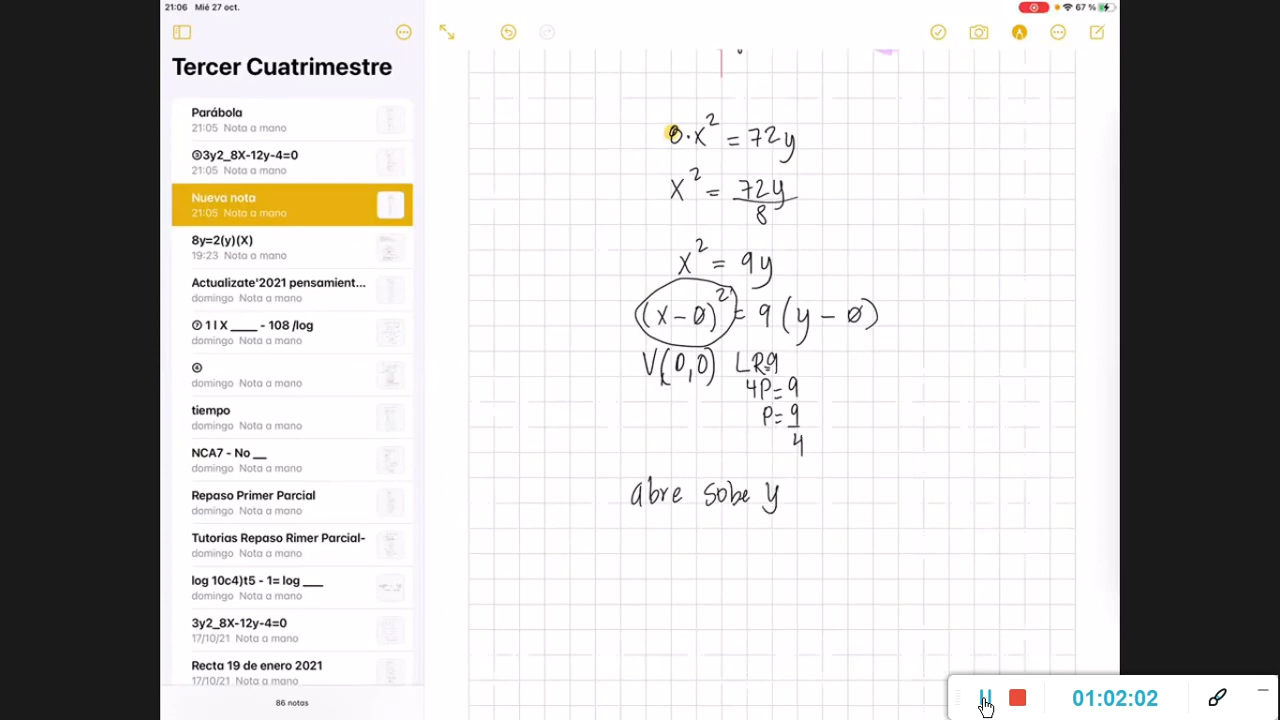 21:06 Mié 27 oct.
67 %
Tercer Cuatrimestre
Parábola
21:05 Nota a mano
③3y2_8X-12y-4=0
21:05 Nota a mano
Nueva nota
21:05 Nota a mano
8y=2(y)(X)
19:23 Nota a mano
Actualizate'2021 pensamient...
domingo Nota a mano
⑦ 1 I X ____ - 108 /log
domingo Nota a mano
④
domingo Nota a mano
tiempo
domingo Nota a mano
NCA7 - No __
domingo Nota a mano
Repaso Primer Parcial
domingo Nota a mano
Tutorias Repaso Rimer Parcial-
domingo Nota a mano
log 10c4)t5 - 1= log ___
domingo Nota a mano
3y2_8X-12y-4=0
17/10/21 Nota a mano
Recta 19 de enero 2021
17/10/21 Nota a mano
86 notas
8·x² = 72y
x² = 72y/8
x² = 9y
(x-0)² = 9(y-0)
V(0,0) LR=9
4P=9
P=9/4
abre sobe y
01:02:02